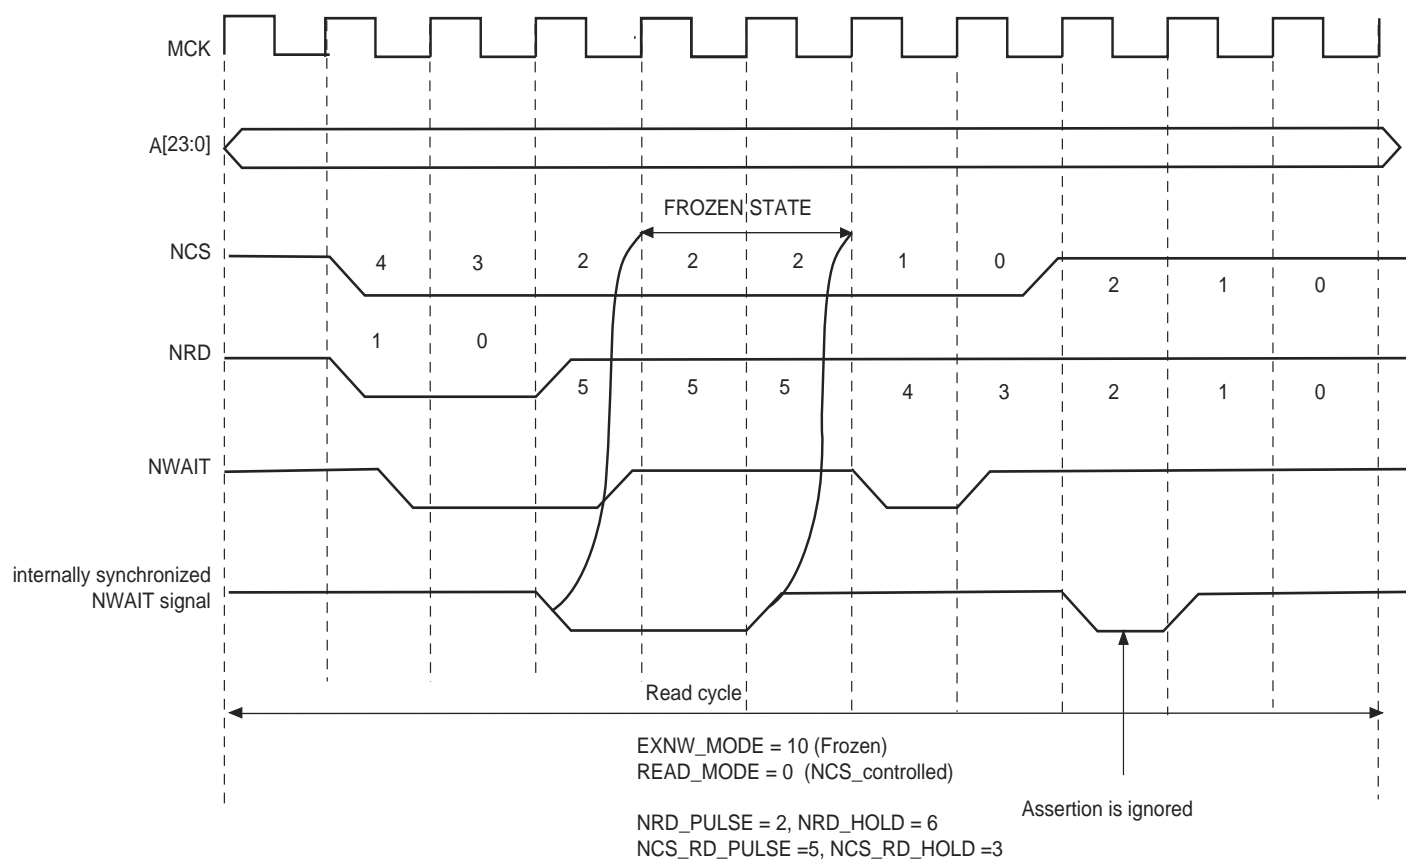 MCK
A[23:0]
FROZEN STATE
NCS
4 3 2 2 2 1 0
2 1 0
1 0
NRD
5 5 5 4 3 2 1 0
NWAIT
internally synchronized
NWAIT signal
Read cycle
EXNW_MODE = 10 (Frozen)
READ_MODE = 0 (NCS_controlled)
Assertion is ignored
NRD_PULSE = 2, NRD_HOLD = 6
NCS_RD_PULSE =5, NCS_RD_HOLD =3